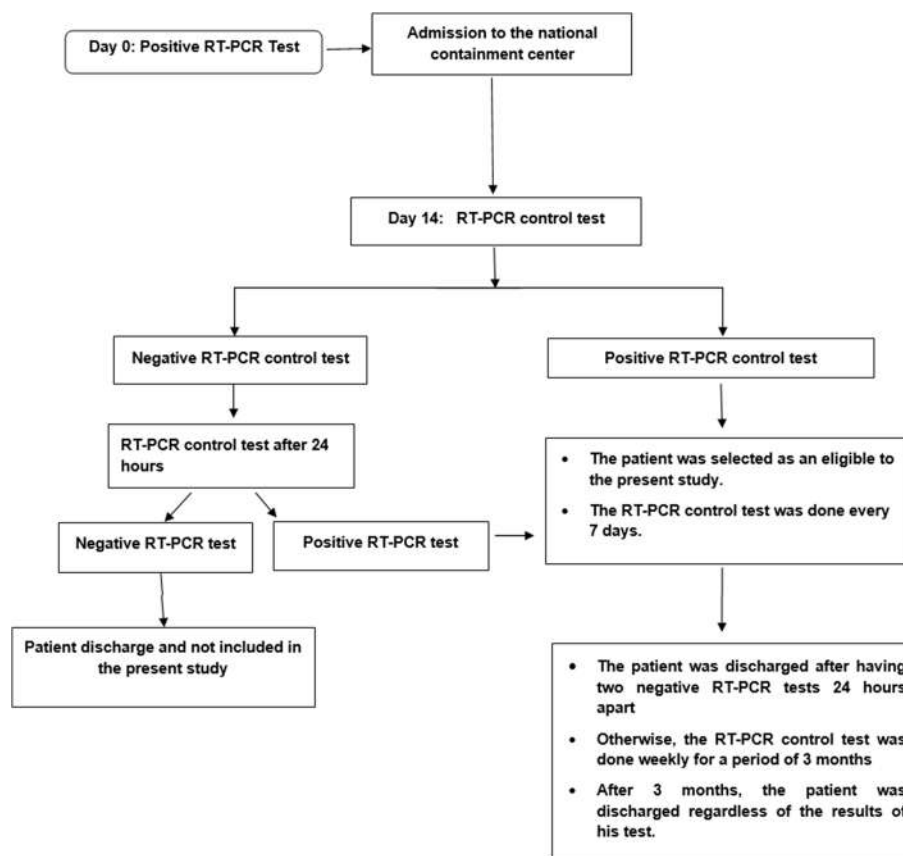 Day 0: Positive RT-PCR Test
Admission to the national
containment center
Day 14: RT-PCR control test
Negative RT-PCR control test
Positive RT-PCR control test
RT-PCR control test after 24
hours
• The patient was selected as an eligible to
the present study.
• The RT-PCR control test was done every
7 days.
Negative RT-PCR test
Positive RT-PCR test
Patient discharge and not included in
the present study
• The patient was discharged after having
two negative RT-PCR tests 24 hours
apart
• Otherwise, the RT-PCR control test was
done weekly for a period of 3 months
• After 3 months, the patient was
discharged regardless of the results of
his test.